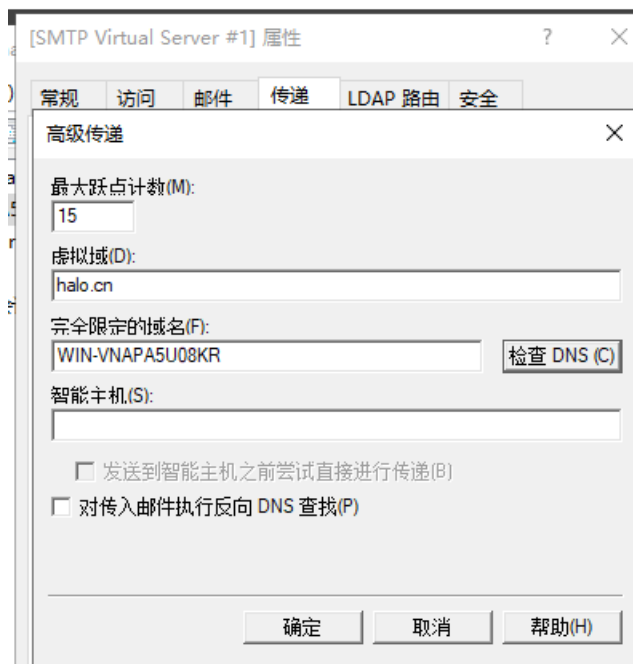 [SMTP Virtual Server #1] 属性
常规 访问 邮件 传递 LDAP 路由 安全
高级传递
最大跃点计数(M):
15
虚拟域(D):
halo.cn
完全限定的域名(F):
WIN-VNAPA5U08KR
检查 DNS (C)
智能主机(S):
发送到智能主机之前尝试直接进行传递(B)
对传入邮件执行反向 DNS 查找(P)
确定 取消 帮助(H)